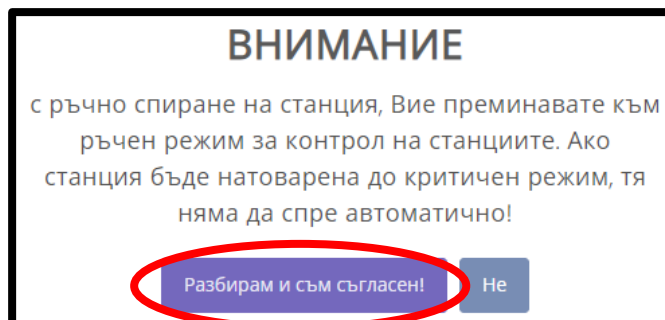 ВНИМАНИЕ
с ръчно спиране на станция, Вие преминавате към
ръчен режим за контрол на станциите. Ако
станция бъде натоварена до критичен режим, тя
няма да спре автоматично!
Разбирам и съм съгласен! Не